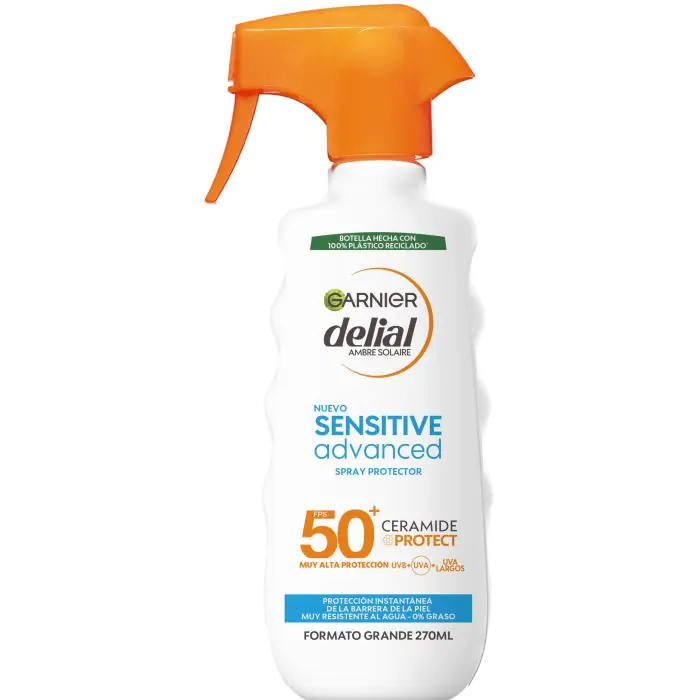 BOTELLA HECHA CON
100% PLÁSTICO RECICLADO*
GARNIER
delial
AMBRE SOLAIRE
NUEVO
SENSITIVE
advanced
SPRAY PROTECTOR
FPS
50+
CERAMIDE
PROTECT
MUY ALTA PROTECCIÓN UVB+UVA+UVA LARGOS
PROTECCIÓN INSTANTÁNEA
DE LA BARRERA DE LA PIEL
MUY RESISTENTE AL AGUA - 0% GRASO
FORMATO GRANDE 270ML